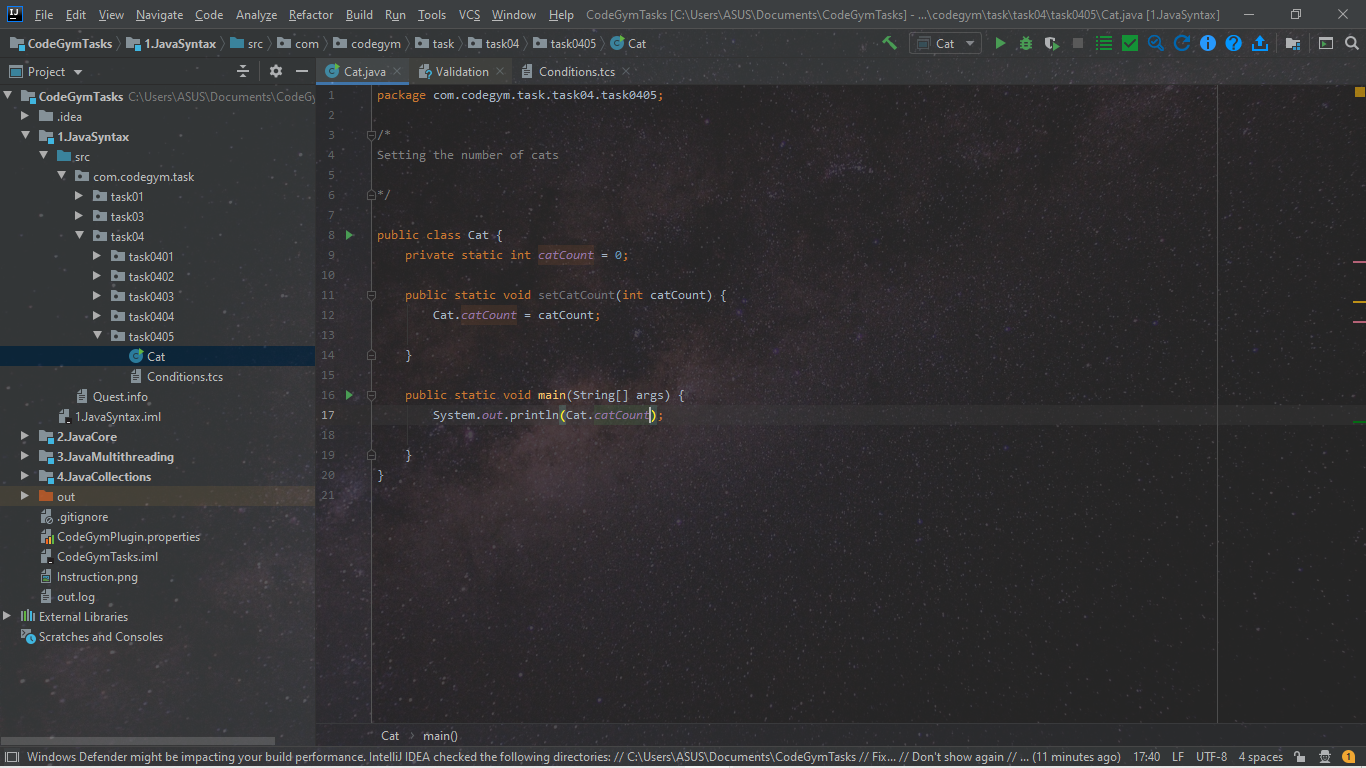 File Edit View Navigate Code Analyze Refactor Build Run Tools VCS Window Help CodeGymTasks [C:\Users\ASUS\Documents\CodeGymTasks] - ...\codegym\task\task04\task0405\Cat.java [1.JavaSyntax]
CodeGymTasks 1.JavaSyntax src com codegym task task04 task0405 Cat Cat
Project Cat.java Validation Conditions.tcs
CodeGymTasks C:\Users\ASUS\Documents\CodeGy
.idea
1.JavaSyntax
src
com.codegym.task
task01
task03
task04
task0401
task0402
task0403
task0404
task0405
Cat
Conditions.tcs
Quest.info
1.JavaSyntax.iml
2.JavaCore
3.JavaMultithreading
4.JavaCollections
out
.gitignore
CodeGymPlugin.properties
CodeGymTasks.iml
Instruction.png
out.log
External Libraries
Scratches and Consoles
1 package com.codegym.task.task04.task0405;
2
3 /*
4 Setting the number of cats
5
6 */
7
8 public class Cat {
9 private static int catCount = 0;
10
11 public static void setCatCount(int catCount) {
12 Cat.catCount = catCount;
13
14 }
15
16 public static void main(String[] args) {
17 System.out.println(Cat.catCount);
18
19 }
20 }
21
Cat main()
Windows Defender might be impacting your build performance. IntelliJ IDEA checked the following directories: // C:\Users\ASUS\Documents\CodeGymTasks // Fix... // Don't show again // ... (11 minutes ago) 17:40 LF UTF-8 4 spaces 1